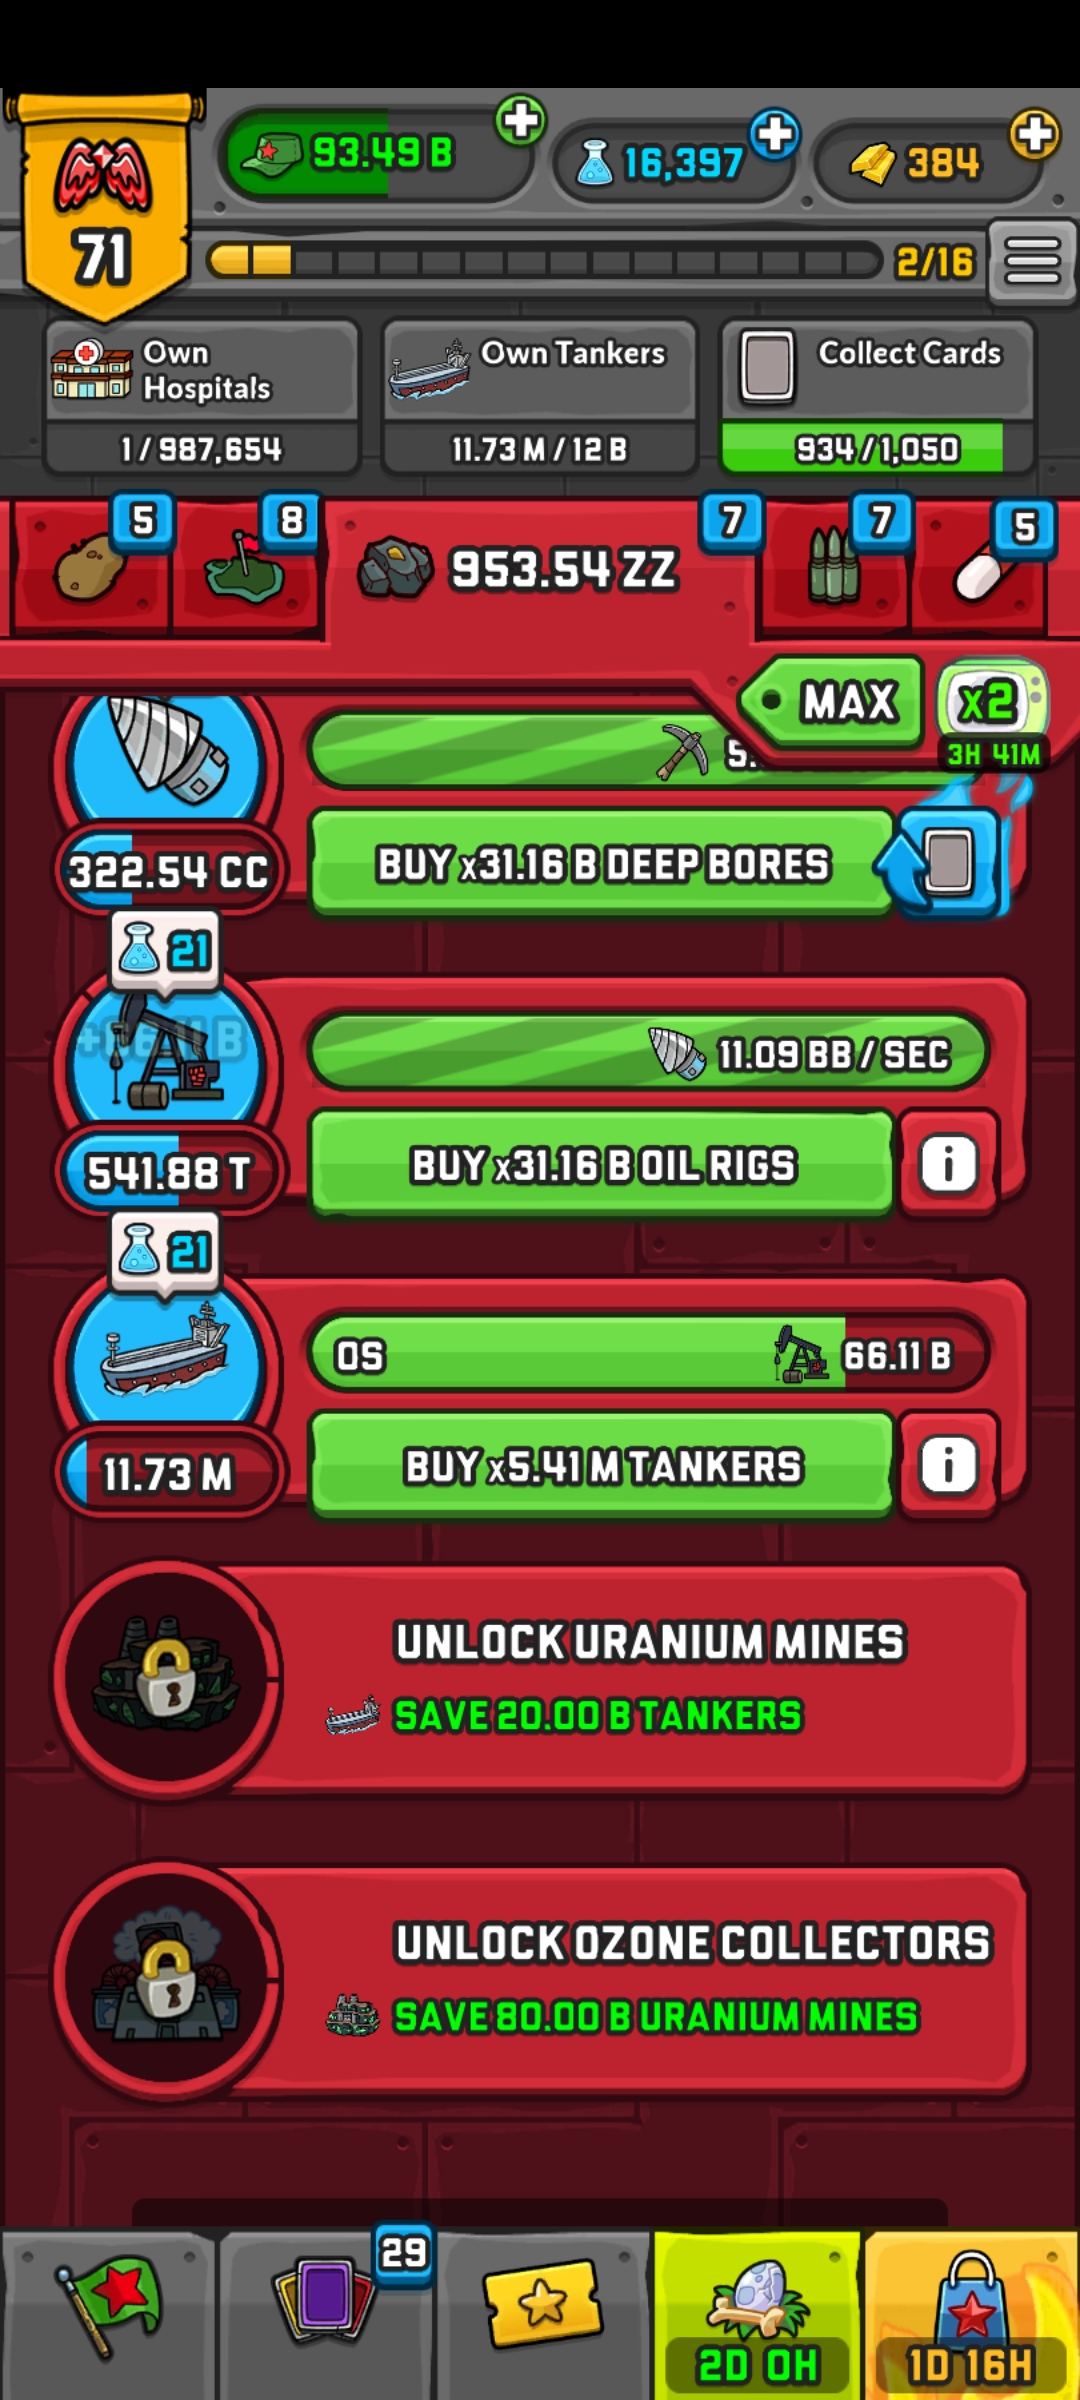 93.49 B
16,397
384
71
2/16
Own
Hospitals
Own Tankers
Collect Cards
1 / 987,654
11.73 M / 12 B
934 / 1,050
5
8
953.54 ZZ
7
7
5
MAX
x2
3H 41M
5.
322.54 CC
BUY x31.16 B DEEP BORES
21
+66.11 B
11.09 BB / SEC
541.88 T
BUY x31.16 B OIL RIGS
i
21
0S
66.11 B
11.73 M
BUY x5.41 M TANKERS
i
UNLOCK URANIUM MINES
SAVE 20.00 B TANKERS
UNLOCK OZONE COLLECTORS
SAVE 80.00 B URANIUM MINES
29
2D 0H
1D 16H